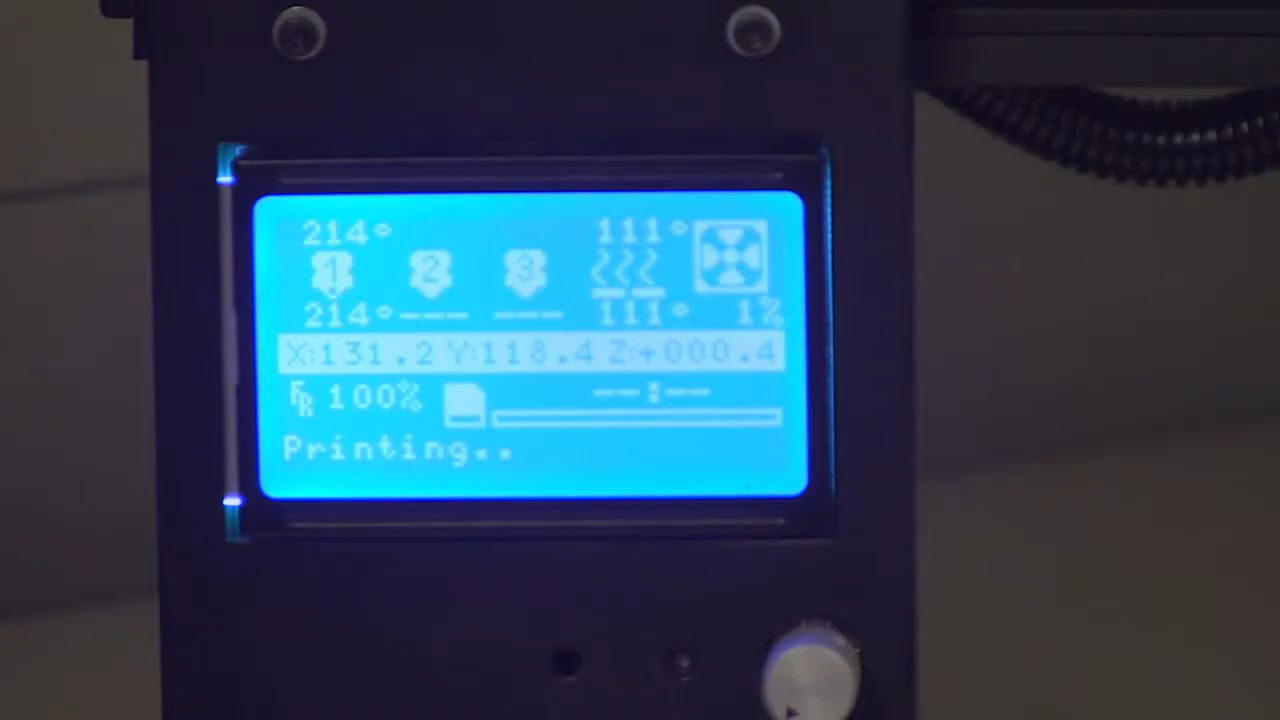 214° 111°
1 2 3
214° --- --- 111° 1%
X:131.2 Y:118.4 Z:+000.4
FR 100% --:--
Printing..